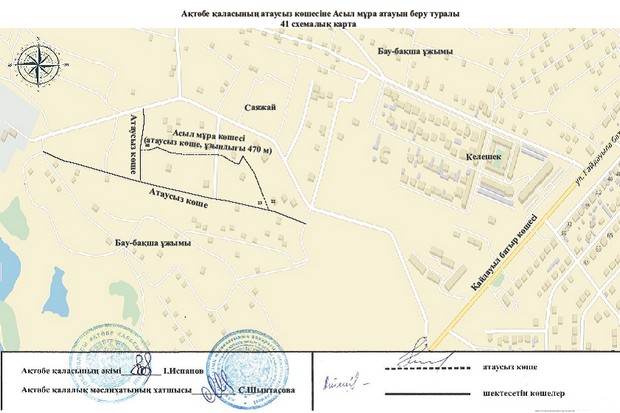 Ақтөбе қаласының атаусыз көшесіне Асыл мұра атауын беру туралы
41 схемалық карта
Бау-бақша ұжымы
Саяжай
Атаусыз көше
Асыл мұра көшесі
(атаусыз көше, ұзындығы 470 м)
Келешек
Атаусыз көше
Бау-бақша ұжымы
Қайдауыл батыр көшесі
Ақтөбе қаласының әкімі І.Испанов
Ақтөбе қалалық мәслихатының хатшысы С.Шынтасова
атаусыз көше
шектесетін көшелер